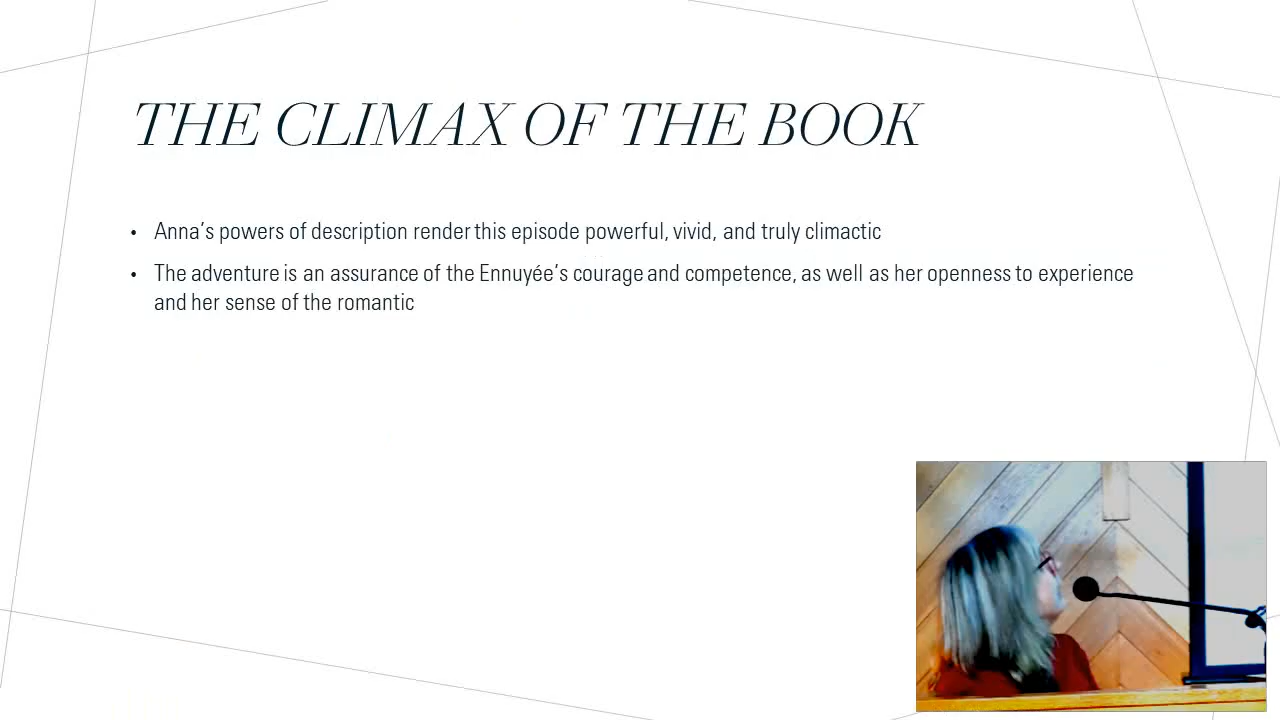 THE CLIMAX OF THE BOOK
• Anna’s powers of description render this episode powerful, vivid, and truly climactic
• The adventure is an assurance of the Ennuyée’s courage and competence, as well as her openness to experience
and her sense of the romantic